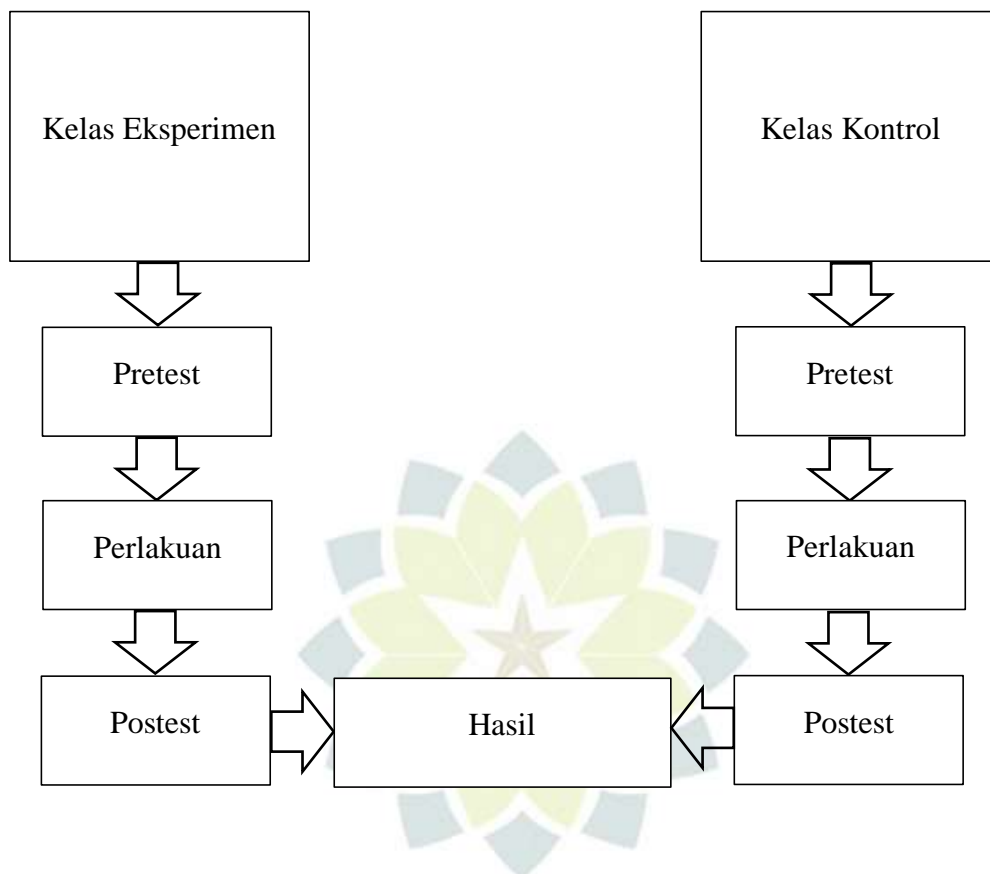 Kelas Eksperimen
Kelas Kontrol
Pretest
Pretest
Perlakuan
Perlakuan
Postest
Hasil
Postest